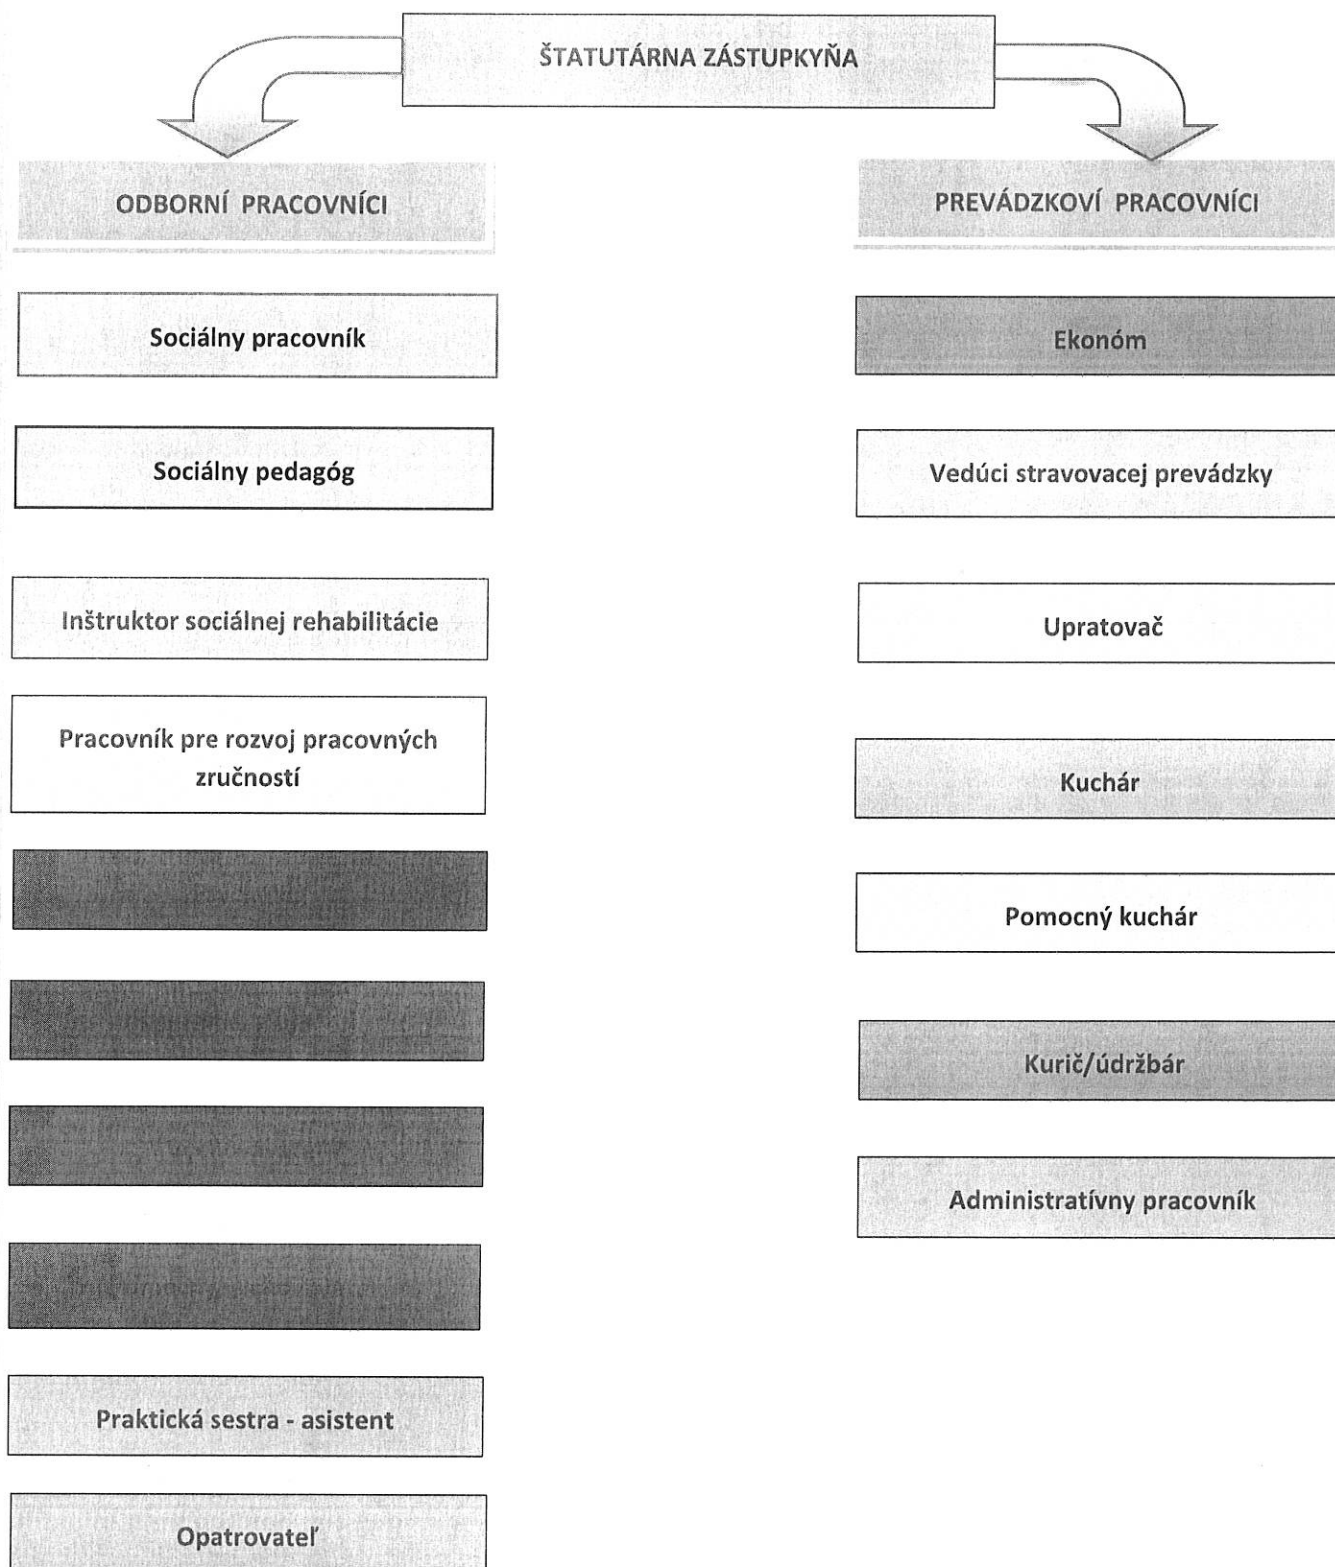 ŠTATUTÁRNA ZÁSTUPKYŇA
ODBORNÍ PRACOVNÍCI
Sociálny pracovník
Sociálny pedagóg
Inštruktor sociálnej rehabilitácie
Pracovník pre rozvoj pracovných
zručností
Praktická sestra - asistent
Opatrovateľ
PREVÁDZKOVÍ PRACOVNÍCI
Ekonóm
Vedúci stravovacej prevádzky
Upratovač
Kuchár
Pomocný kuchár
Kurič/údržbár
Administratívny pracovník